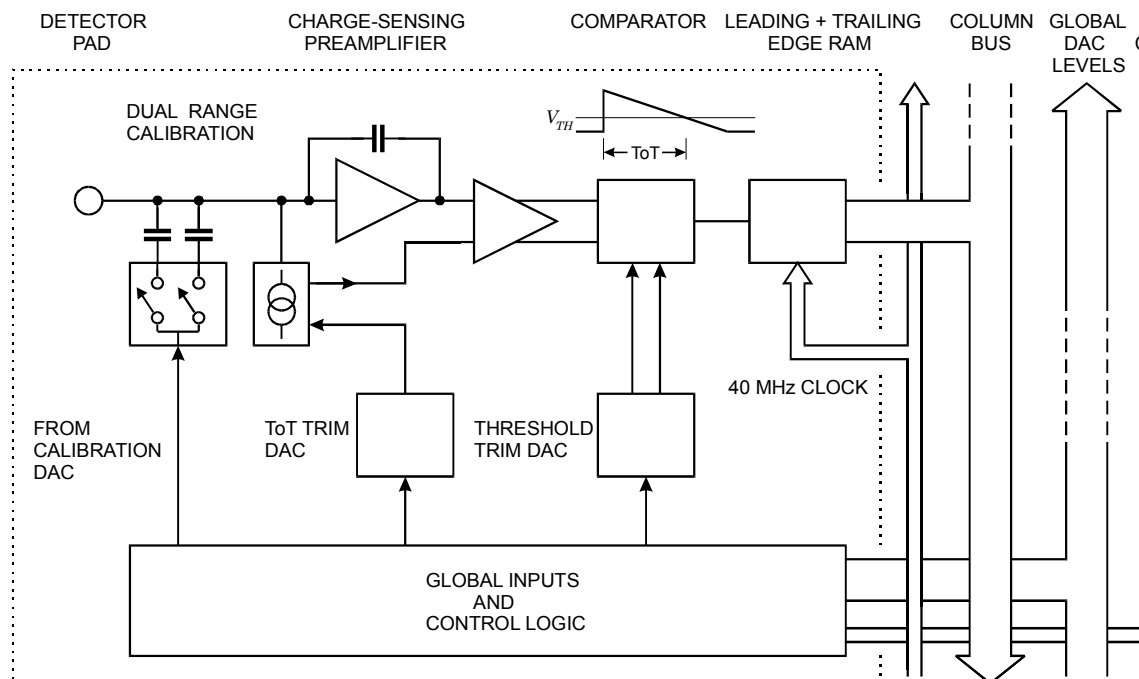 DETECTOR
PAD
CHARGE-SENSING
PREAMPLIFIER
COMPARATOR
LEADING + TRAILING
EDGE RAM
COLUMN
BUS
GLOBAL
DAC
LEVELS
DUAL RANGE
CALIBRATION
V_TH
ToT
40 MHz CLOCK
FROM
CALIBRATION
DAC
ToT TRIM
DAC
THRESHOLD
TRIM DAC
GLOBAL INPUTS
AND
CONTROL LOGIC